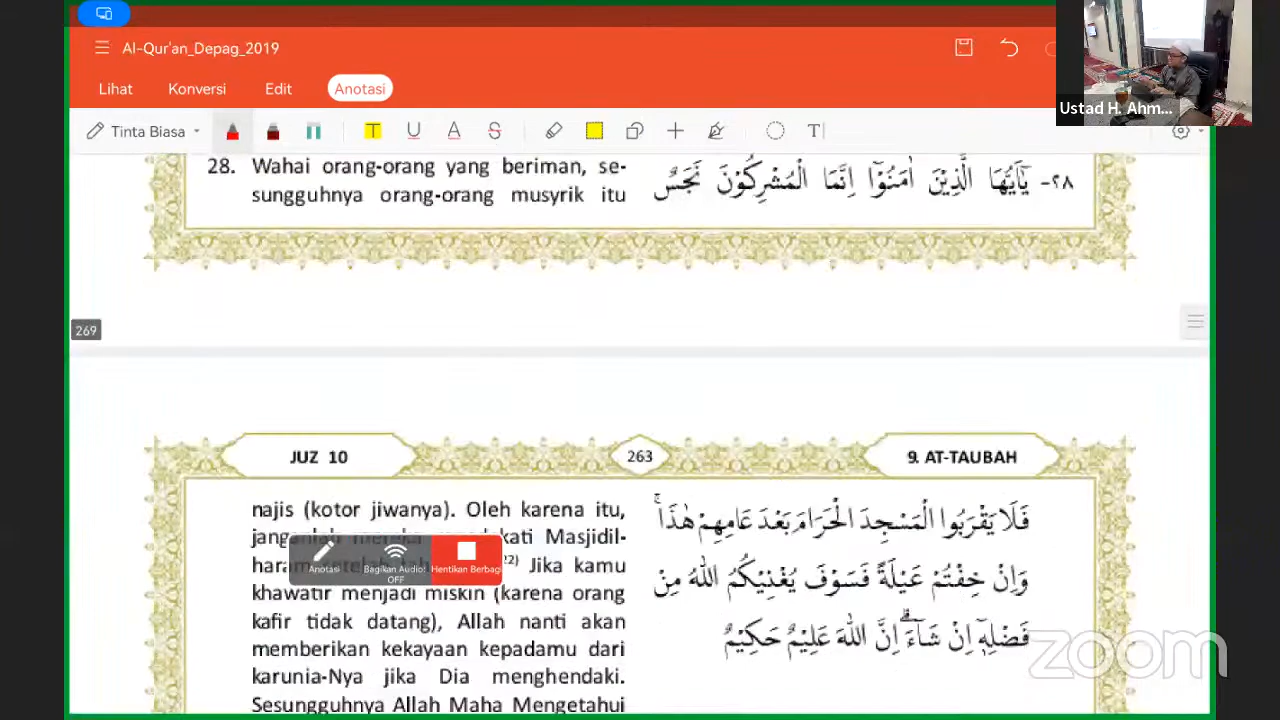 Al-Qur'an_Depag_2019
Lihat Konversi Edit Anotasi
Ustad H. Ahm...
Tinta Biasa
28. Wahai orang-orang yang beriman, se-
sungguhnya orang-orang musyrik itu
٢٨- يٰٓاَيُّهَا الَّذِيْنَ اٰمَنُوْٓا اِنَّمَا الْمُشْرِكُوْنَ نَجَسٌ
269
JUZ 10
263
9. AT-TAUBAH
najis (kotor jiwanya). Oleh karena itu,
kati Masjidil-
22) Jika kamu
khawatir menjadi miskin (karena orang
kafir tidak datang), Allah nanti akan
memberikan kekayaan kepadamu dari
karunia-Nya jika Dia menghendaki.
Sesungguhnya Allah Maha Mengetahui
فَلَا يَقْرَبُوا الْمَسْجِدَ الْحَرَامَ بَعْدَ عَامِهِمْ هٰذَاۚ
وَاِنْ خِفْتُمْ عَيْلَةً فَسَوْفَ يُغْنِيْكُمُ اللّٰهُ مِنْ
فَضْلِهٖٓ اِنْ شَاۤءَۗ اِنَّ اللّٰهَ عَلِيْمٌ حَكِيْمٌ
Anotasi
Bagikan Audio: OFF
Hentikan Berbagi
zoom